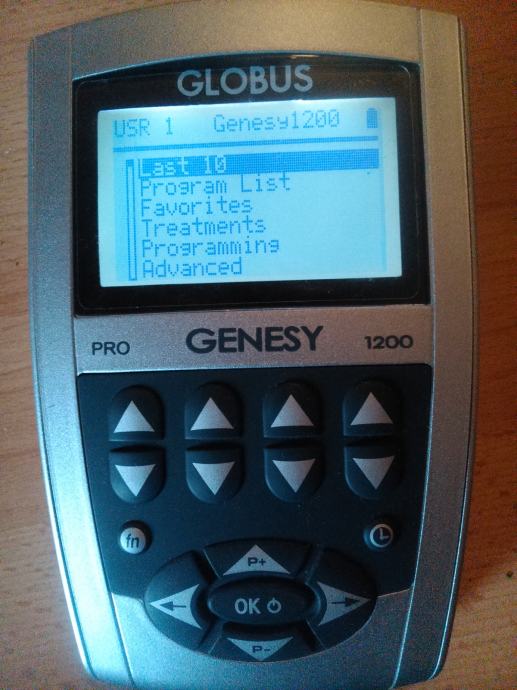 GLOBUS
USR 1 Genesy1200
Last 10
Program List
Favorites
Treatments
Programming
Advanced
PRO GENESY 1200
fn
P+
OK
P-